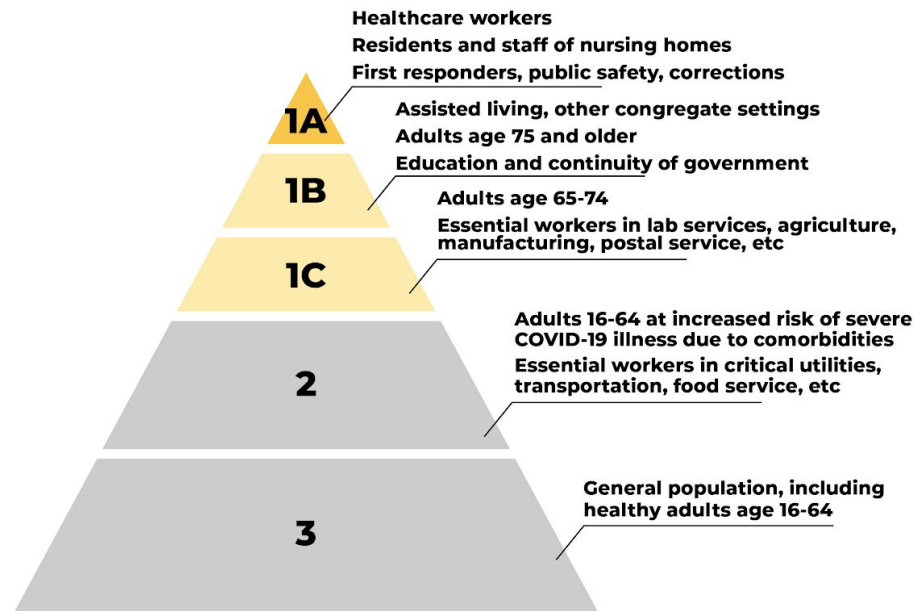 Healthcare workers
Residents and staff of nursing homes
First responders, public safety, corrections
1A
Assisted living, other congregate settings
Adults age 75 and older
Education and continuity of government
1B
Adults age 65-74
Essential workers in lab services, agriculture,
manufacturing, postal service, etc
1C
Adults 16-64 at increased risk of severe
COVID-19 illness due to comorbidities
Essential workers in critical utilities,
transportation, food service, etc
2
General population, including
healthy adults age 16-64
3